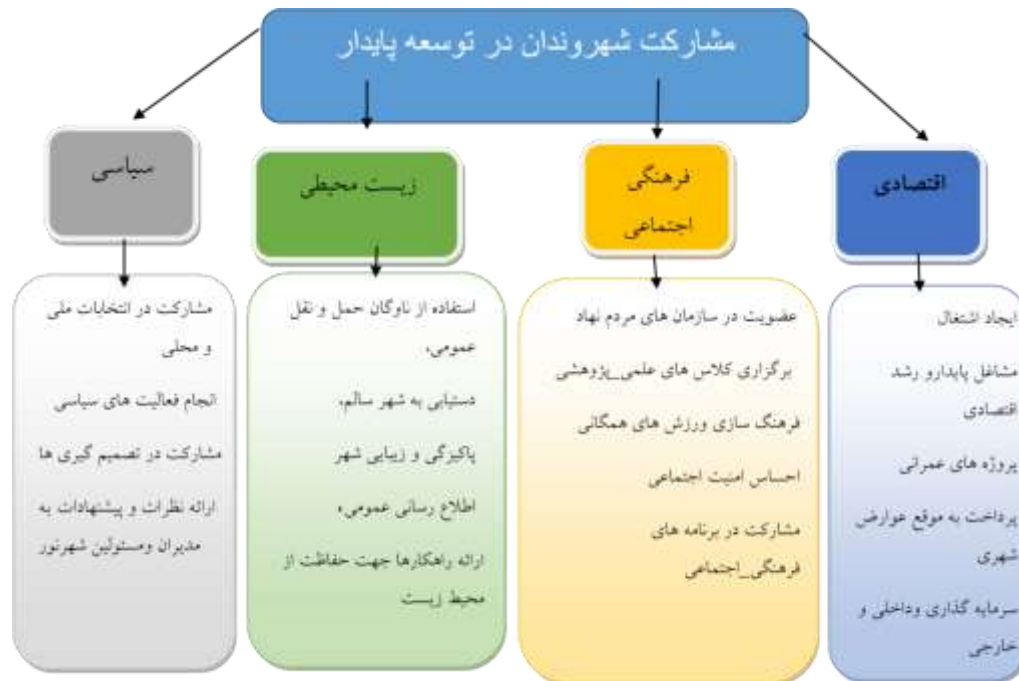 مشارکت شهروندان در توسعه پایدار
اقتصادی
ایجاد اشتغال
مشاغل پایدارو رشد
اقتصادی
پروژه های عمرانی
پرداخت به موقع عوارض
شهری
سرمایه گذاری وداخلی و
خارجی
فرهنگی
اجتماعی
عضویت در سازمان های مردم نهاد
برگزاری کلاس های علمی_پژوهشی
فرهنگ سازی ورزش های همگانی
احساس امنیت اجتماعی
مشارکت در برنامه های
فرهنگی_اجتماعی
زیست محیطی
استفاده از ناوگان حمل و نقل
عمومی،
دستیابی به شهر سالم،
پاکیزگی و زیبایی شهر
اطلاع رسانی عمومی،
ارائه راهکارها جهت حفاظت از
محیط زیست
سیاسی
مشارکت در انتخابات ملی
و محلی
انجام فعالیت های سیاسی
مشارکت در تصمیم گیری ها
ارائه نظرات و پیشنهادات به
مدیران ومسئولین شهرنور